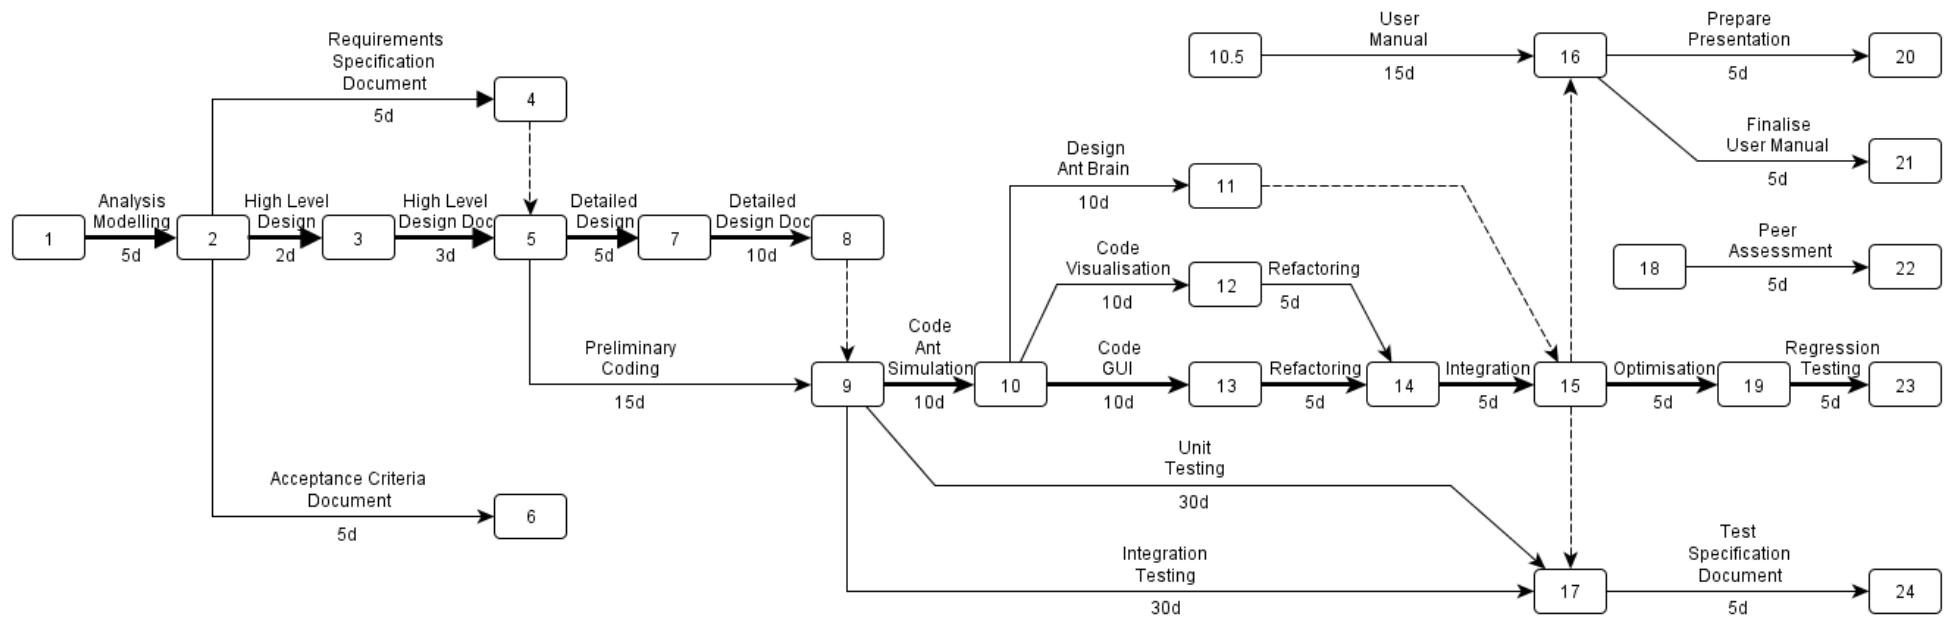 User
Manual
15d
10.5
16
Prepare
Presentation
5d
20
Requirements
Specification
Document
5d
4
Finalise
User Manual
5d
21
Design
Ant Brain
10d
11
Analysis
Modelling
5d
1
2
High Level
Design
2d
3
High Level
Design Doc
3d
5
Detailed
Design
5d
7
Detailed
Design Doc
10d
8
Peer
Assessment
5d
18
22
Code
Visualisation
10d
12
Refactoring
5d
Preliminary
Coding
15d
9
Code
Ant
Simulation
10d
10
Code
GUI
10d
13
Refactoring
5d
14
Integration
5d
15
Optimisation
5d
19
Regression
Testing
5d
23
Unit
Testing
30d
Acceptance Criteria
Document
5d
6
Integration
Testing
30d
17
Test
Specification
Document
5d
24